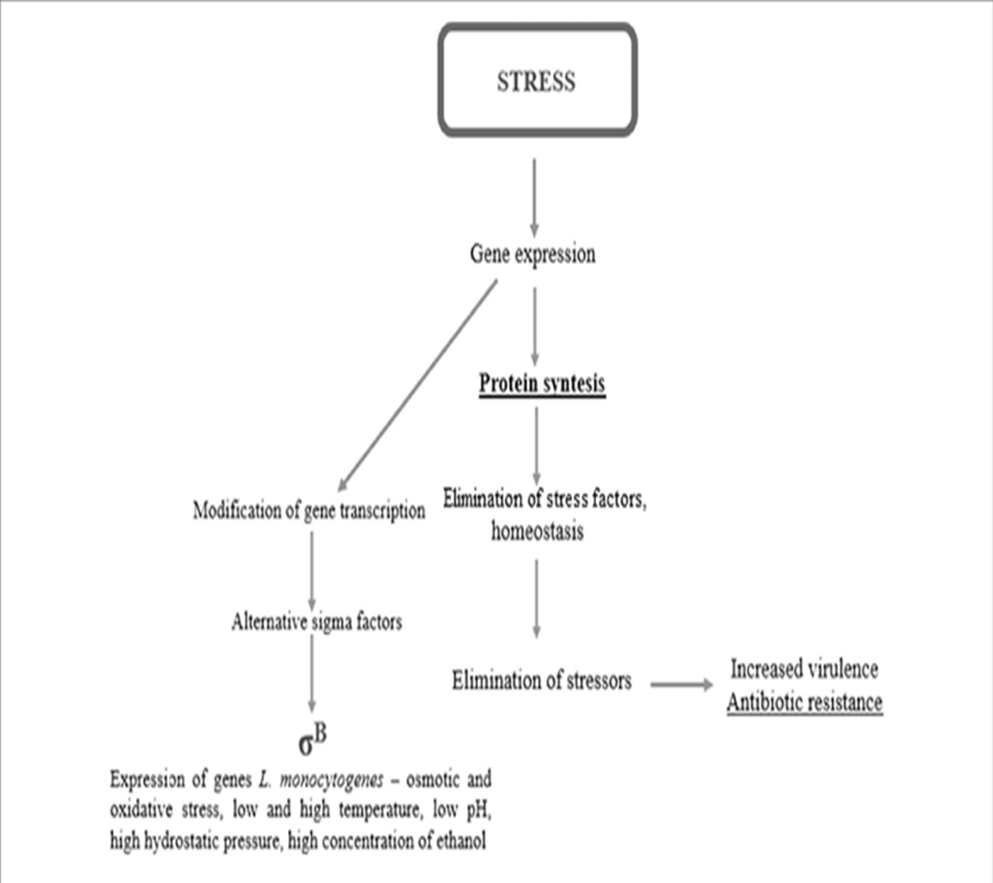 STRESS
Gene expression
Protein syntesis
Modification of gene transcription
Elimination of stress factors,
homeostasis
Alternative sigma factors
Elimination of stressors
Increased virulence
Antibiotic resistance
σB
Expression of genes L. monocytogenes – osmotic and
oxidative stress, low and high temperature, low pH,
high hydrostatic pressure, high concentration of ethanol